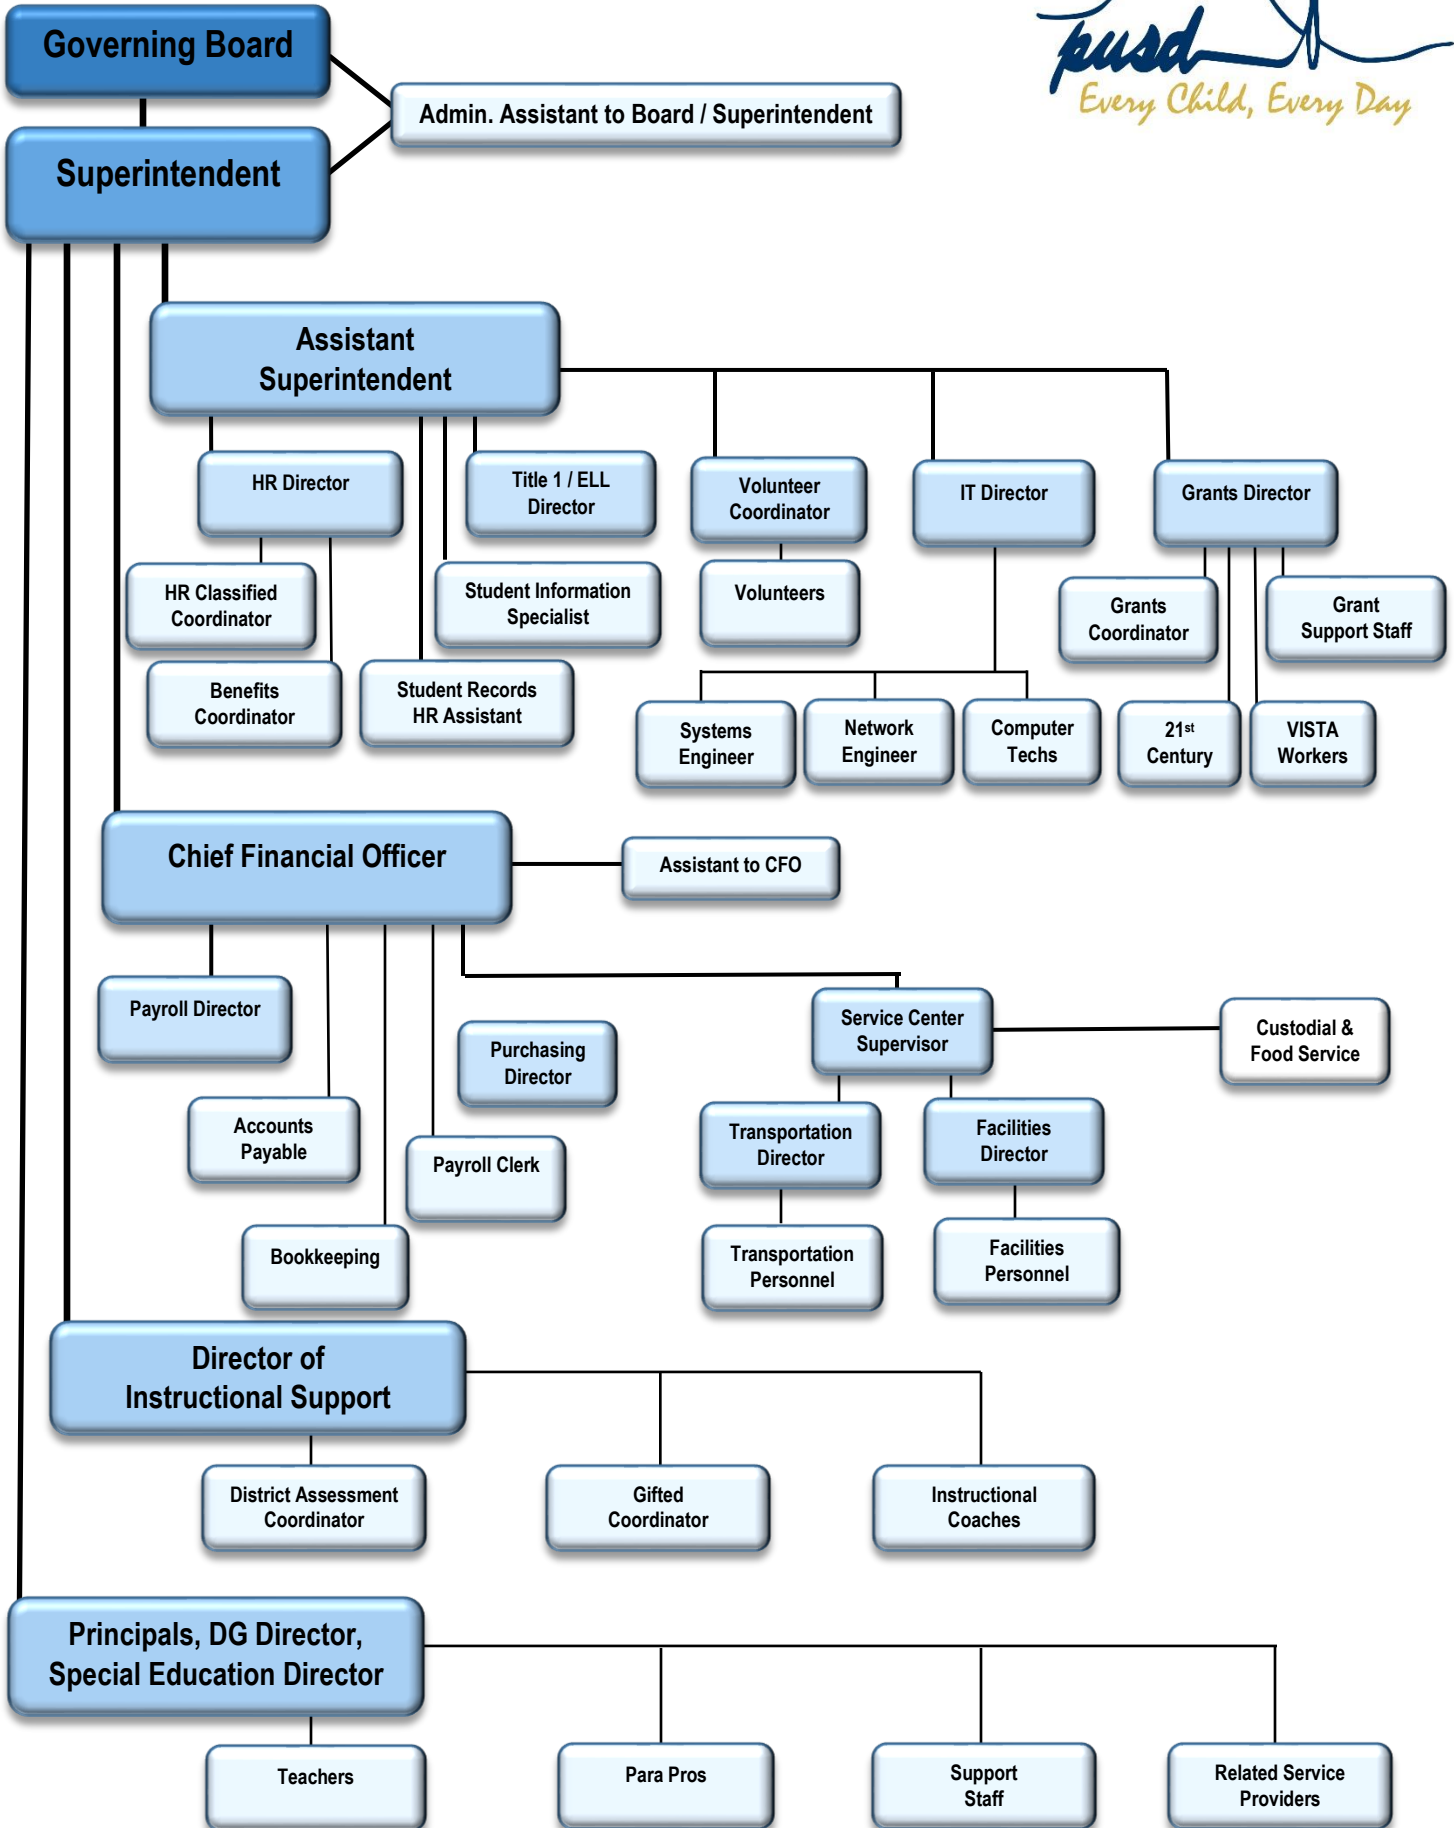 Governing Board
pusd
Every Child, Every Day
Admin. Assistant to Board / Superintendent
Superintendent
Assistant
Superintendent
HR Director
Title 1 / ELL
Director
Volunteer
Coordinator
IT Director
Grants Director
HR Classified
Coordinator
Student Information
Specialist
Volunteers
Grants
Coordinator
Grant
Support Staff
Benefits
Coordinator
Student Records
HR Assistant
Systems
Engineer
Network
Engineer
Computer
Techs
21st
Century
VISTA
Workers
Chief Financial Officer
Assistant to CFO
Payroll Director
Purchasing
Director
Service Center
Supervisor
Custodial &
Food Service
Accounts
Payable
Payroll Clerk
Transportation
Director
Facilities
Director
Bookkeeping
Transportation
Personnel
Facilities
Personnel
Director of
Instructional Support
District Assessment
Coordinator
Gifted
Coordinator
Instructional
Coaches
Principals, DG Director,
Special Education Director
Teachers
Para Pros
Support
Staff
Related Service
Providers